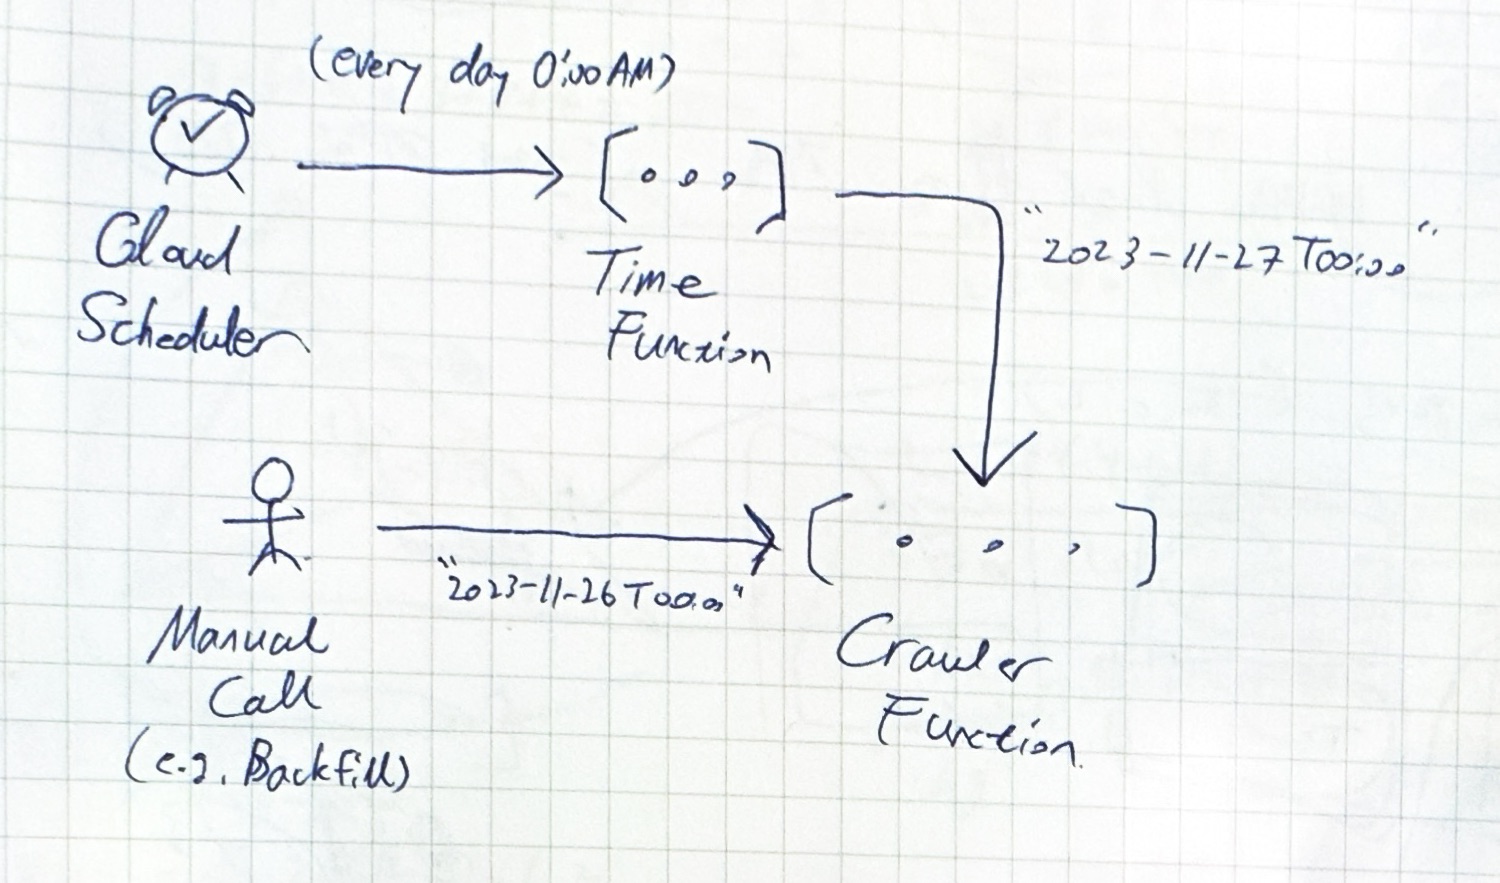 (every day 0:00 AM)
Cloud
Scheduler
Time
Function
"2023-11-27T00:00"
"2023-11-26T00:00"
Manual
Call
(e.g. Backfill)
Crawler
Function